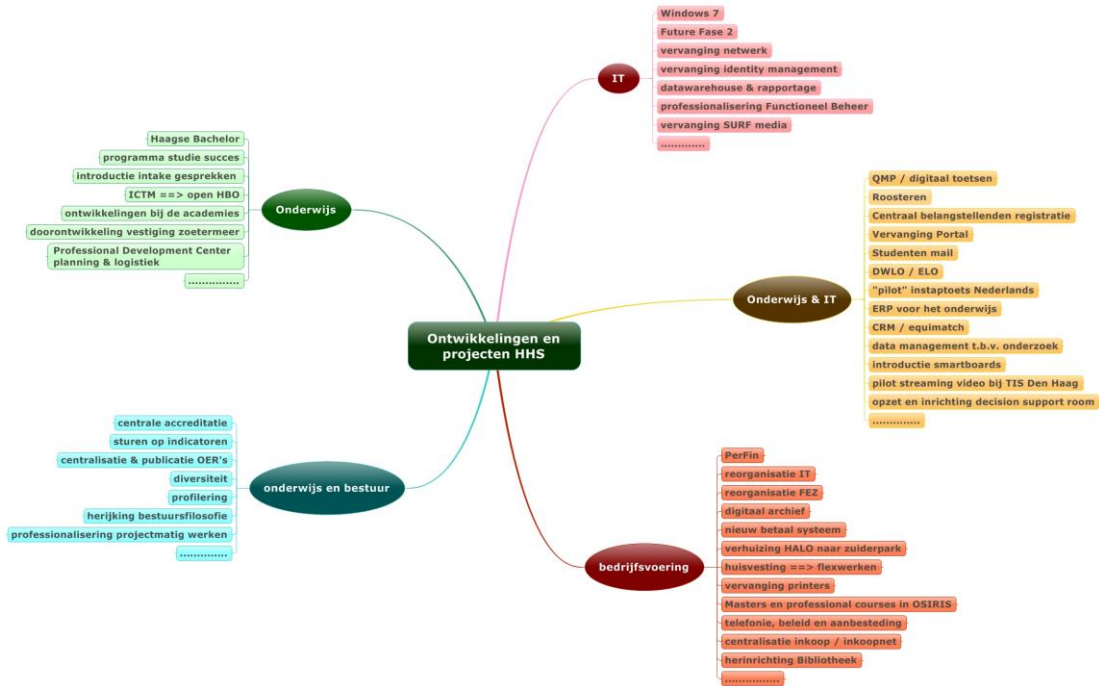 Ontwikkelingen en
projecten HHS
IT
Windows 7
Future Fase 2
vervanging netwerk
vervanging identity management
datawarehouse & rapportage
professionalisering Functioneel Beheer
vervanging SURF media
.............
Onderwijs & IT
QMP / digitaal toetsen
Roosteren
Centraal belangstellenden registratie
Vervanging Portal
Studenten mail
DWLO / ELO
"pilot" instaptoets Nederlands
ERP voor het onderwijs
CRM / equimatch
data management t.b.v. onderzoek
introductie smartboards
pilot streaming video bij TIS Den Haag
opzet en inrichting decision support room
..............
bedrijfsvoering
PerFin
reorganisatie IT
reorganisatie FEZ
digitaal archief
nieuw betaal systeem
verhuizing HALO naar zuiderpark
huisvesting ==> flexwerken
vervanging printers
Masters en professional courses in OSIRIS
telefonie, beleid en aanbesteding
centralisatie inkoop / inkoopnet
herinrichting Bibliotheek
................
onderwijs en bestuur
centrale accreditatie
sturen op indicatoren
centralisatie & publicatie OER's
diversiteit
profilering
herijking bestuursfilosofie
professionalisering projectmatig werken
..............
Onderwijs
Haagse Bachelor
programma studie succes
introductie intake gesprekken
ICTM ==> open HBO
ontwikkelingen bij de academies
doorontwikkeling vestiging zoetermeer
Professional Development Center
planning & logistiek
...............